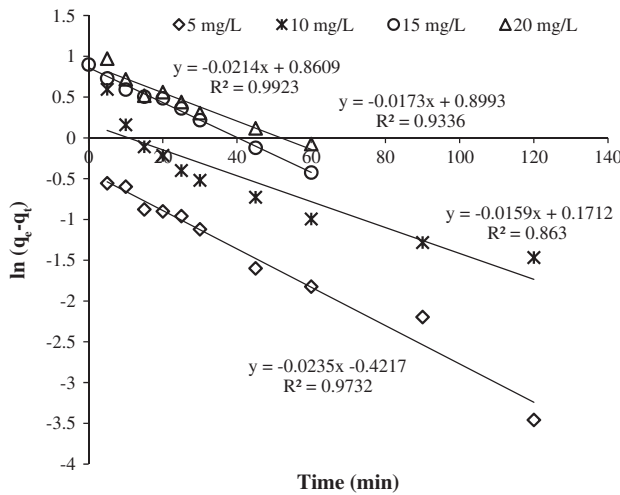 5 mg/L 10 mg/L 15 mg/L 20 mg/L
1.5
1
0.5
0
-0.5
-1
-1.5
-2
-2.5
-3
-3.5
-4
y = -0.0214x + 0.8609
R² = 0.9923
y = -0.0173x + 0.8993
R² = 0.9336
0 20 40 60 80 100 120 140
y = -0.0159x + 0.1712
R² = 0.863
y = -0.0235x -0.4217
R² = 0.9732
ln (qe-qt)
Time (min)